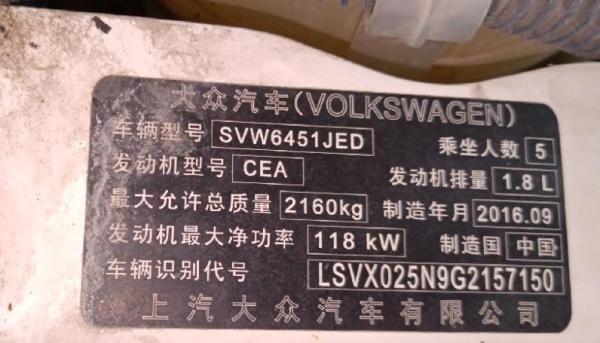 大众汽车(VOLKSWAGEN)
车辆型号 SVW6451JED 乘坐人数 5
发动机型号 CEA 发动机排量 1.8 L
最大允许总质量 2160kg 制造年月 2016.09
发动机最大净功率 118 kW 制造国 中国
车辆识别代号 LSVX025N9G2157150
上汽大众汽车有限公司